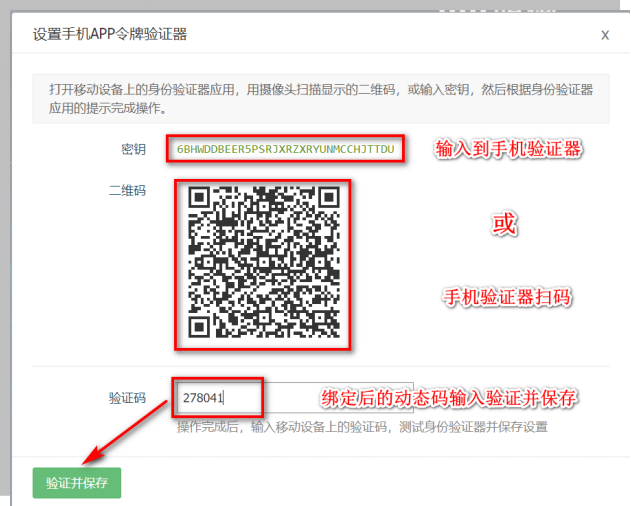 设置手机APP令牌验证器
x
打开移动设备上的身份验证器应用，用摄像头扫描显示的二维码，或输入密钥，然后根据身份验证器
应用的提示完成操作。
密钥
6BHWDDBEER5PSRJXRZXRYUNMCCHJTTDU
输入到手机验证器
二维码
或
手机验证器扫码
验证码
278041
绑定后的动态码输入验证并保存
操作完成后，输入移动设备上的验证码，测试身份验证器并保存设置
验证并保存